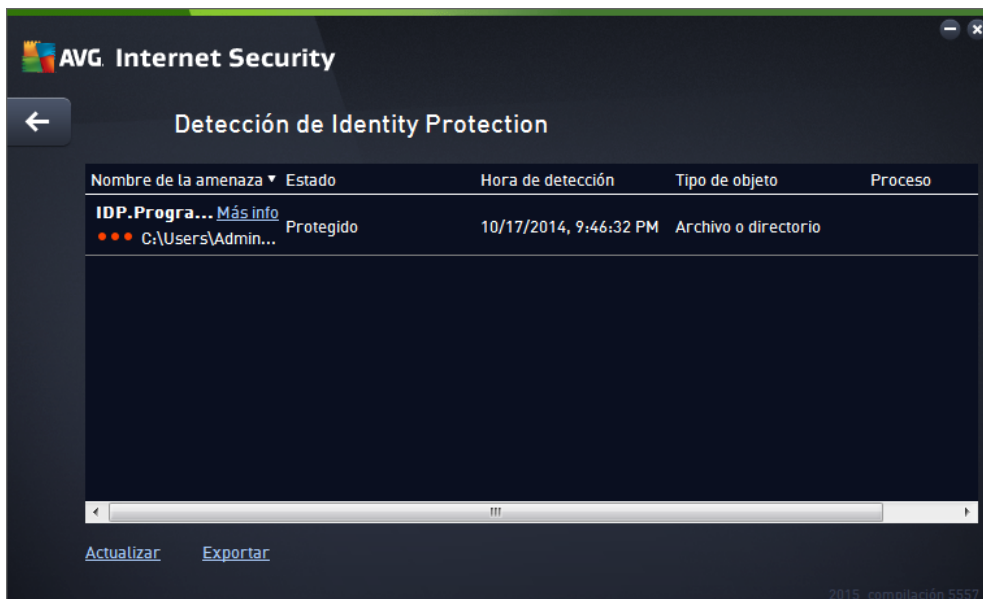 AVG. Internet Security
Detección de Identity Protection
Nombre de la amenaza ▼ Estado Hora de detección Tipo de objeto Proceso
IDP.Progra... Más info
Protegido 10/17/2014, 9:46:32 PM Archivo o directorio
C:\Users\Admin...
Actualizar Exportar
2015 compilación 5557